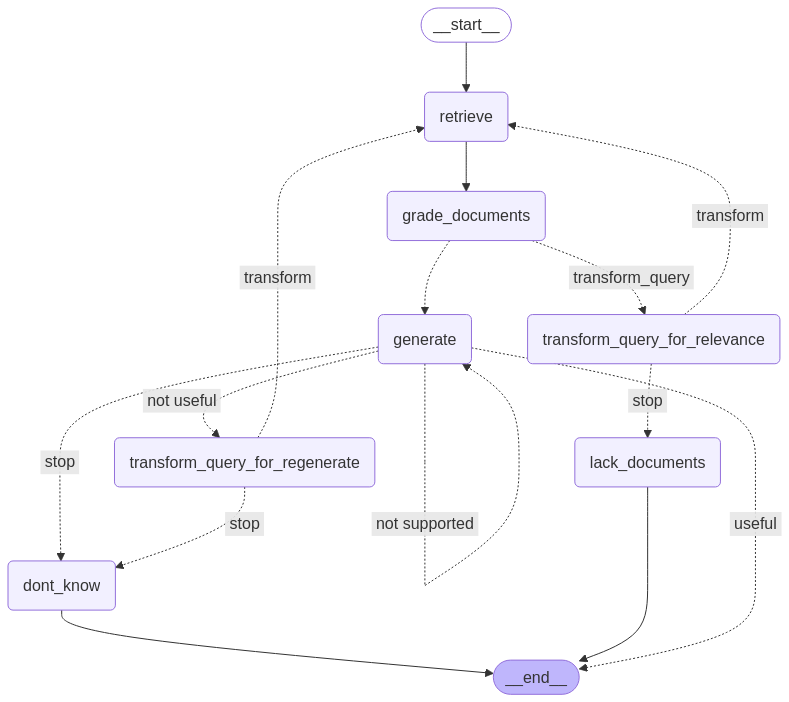 __start__
retrieve
grade_documents
transform
transform
transform_query
generate
transform_query_for_relevance
not useful
stop
stop
transform_query_for_regenerate
lack_documents
stop
not supported
useful
dont_know
__end__